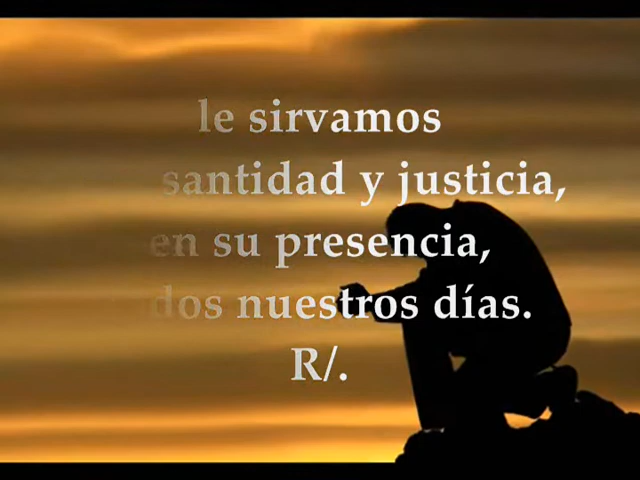 le sirvamos
santidad y justicia,
en su presencia,
dos nuestros días.
R/.